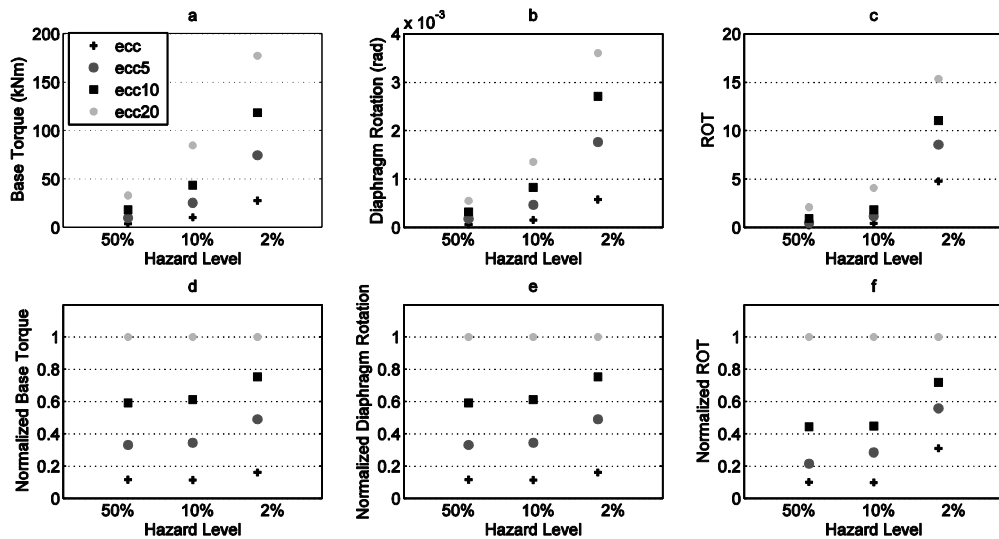 a
Base Torque (kNm)
200
150
100
50
0
ecc
ecc5
ecc10
ecc20
50% 10% 2%
Hazard Level
b
x 10⁻³
Diaphragm Rotation (rad)
4
3
2
1
0
50% 10% 2%
Hazard Level
c
ROT
20
15
10
5
0
50% 10% 2%
Hazard Level
d
Normalized Base Torque
1
0.8
0.6
0.4
0.2
0
50% 10% 2%
Hazard Level
e
Normalized Diaphragm Rotation
1
0.8
0.6
0.4
0.2
0
50% 10% 2%
Hazard Level
f
Normalized ROT
1
0.8
0.6
0.4
0.2
0
50% 10% 2%
Hazard Level